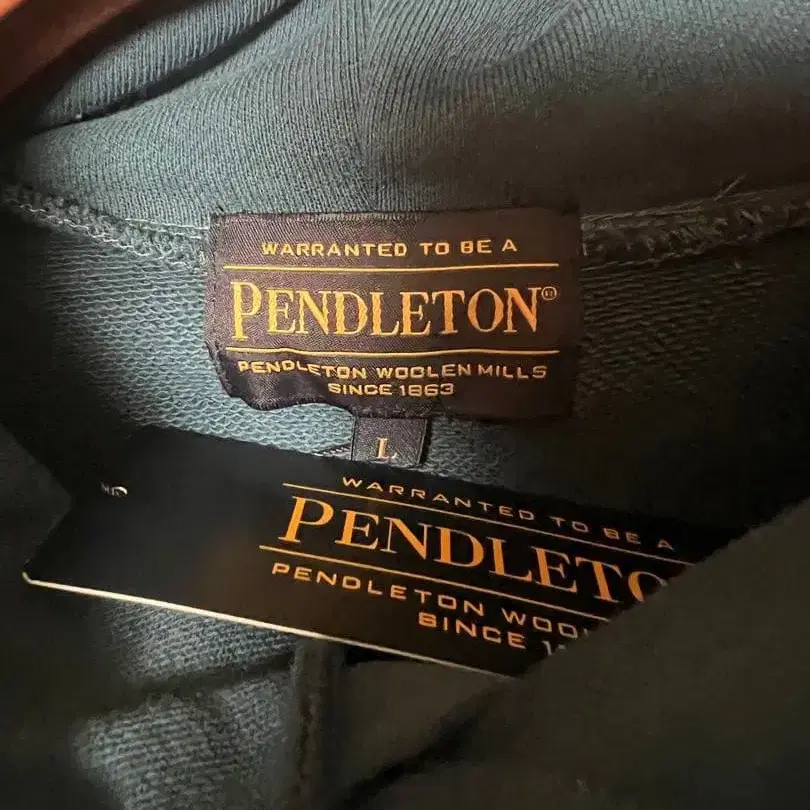 WARRANTED TO BE A
PENDLETON®
PENDLETON WOOLEN MILLS
SINCE 1863
L
WARRANTED TO BE A
PENDLETO
PENDLETON WOO
SINCE 1